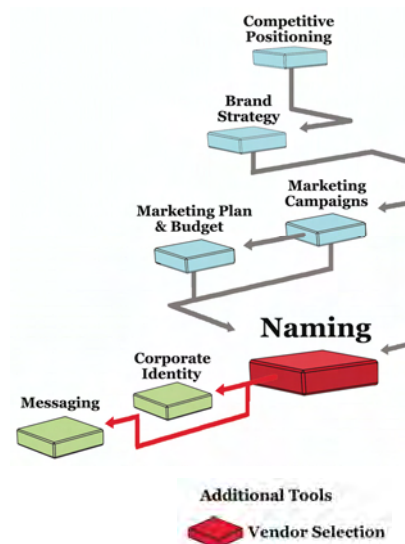 Competitive
Positioning
Brand
Strategy
Marketing
Campaigns
Marketing Plan
& Budget
Naming
Corporate
Identity
Messaging
Additional Tools
Vendor Selection